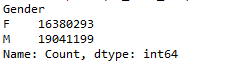 Gender
F    16380293
M    19041199
Name: Count, dtype: int64